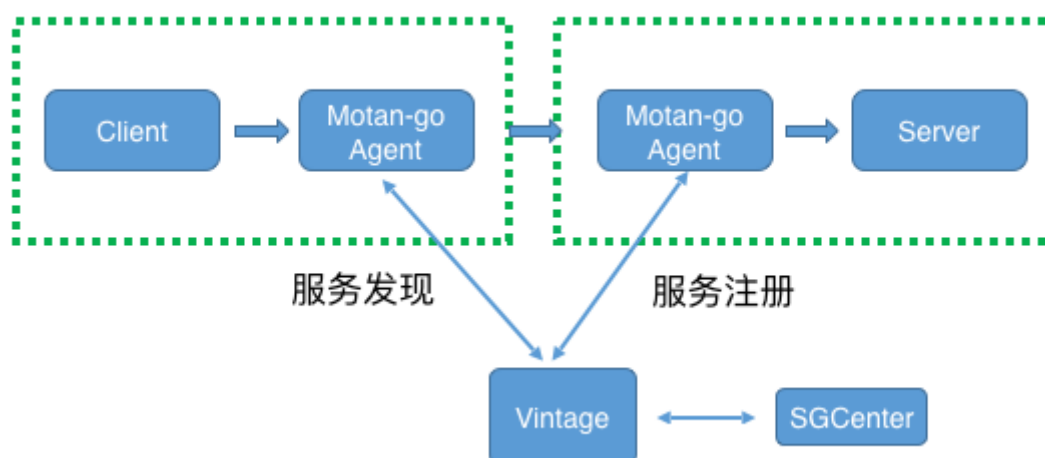 Client
Motan-go
Agent
Motan-go
Agent
Server
服务发现
服务注册
Vintage
SGCenter